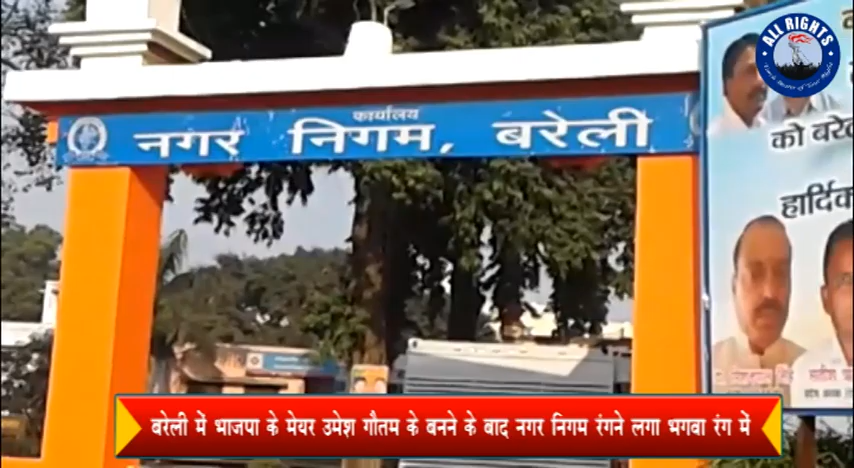 ALL RIGHTS
कार्यालय
नगर निगम, बरेली
को बरेल
हार्दिक
बरेली में भाजपा के मेयर उमेश गौतम के बनने के बाद नगर निगम रंगने लगा भगवा रंग में